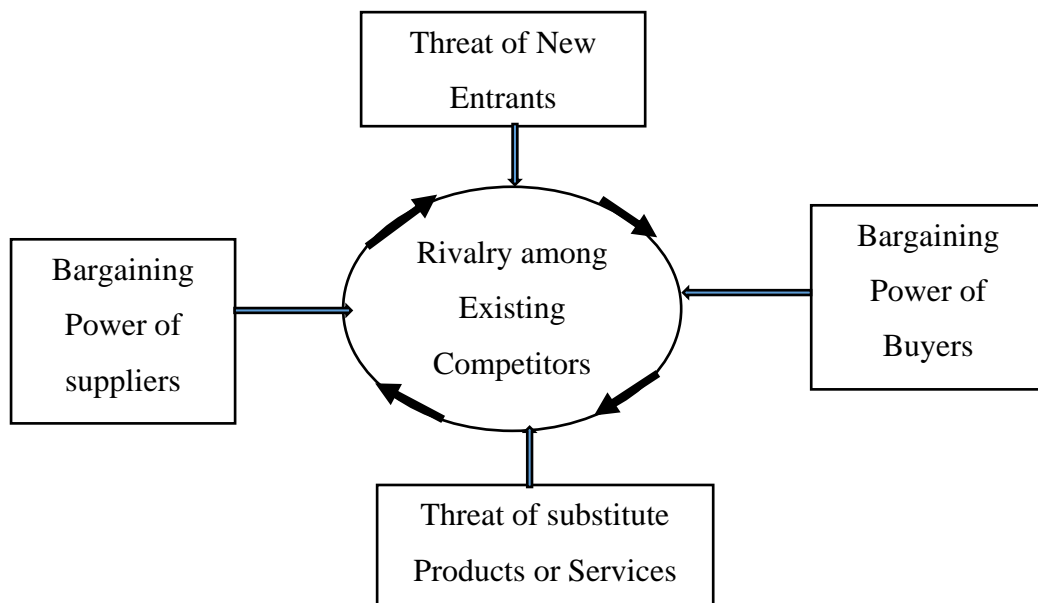 Threat of New
Entrants
Bargaining
Power of
suppliers
Rivalry among
Existing
Competitors
Bargaining
Power of
Buyers
Threat of substitute
Products or Services